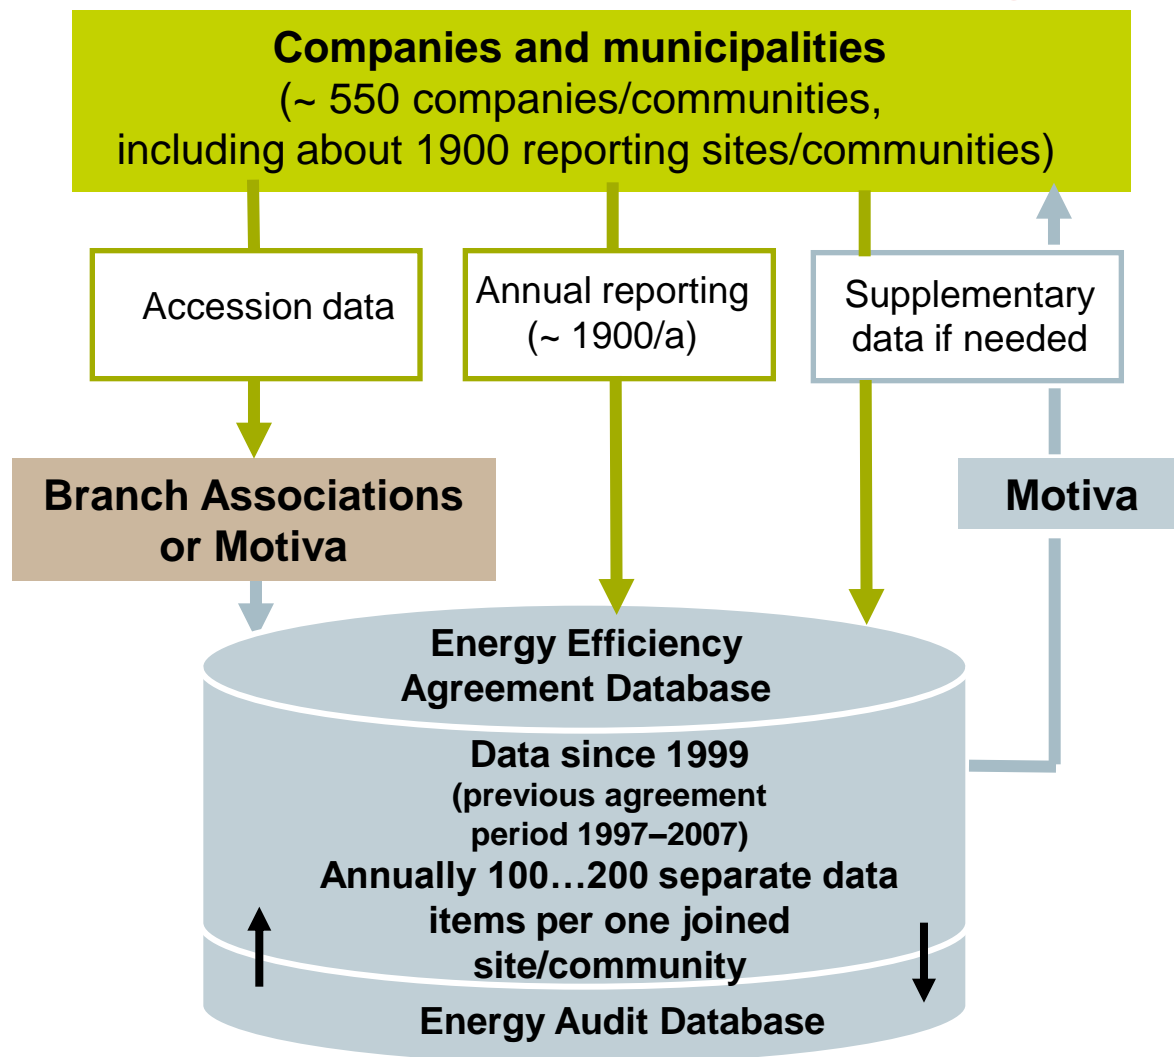 Companies and municipalities
(~ 550 companies/communities,
including about 1900 reporting sites/communities)
Accession data
Annual reporting
(~ 1900/a)
Supplementary
data if needed
Branch Associations
or Motiva
Motiva
Energy Efficiency
Agreement Database
Data since 1999
(previous agreement
period 1997–2007)
Annually 100…200 separate data
items per one joined
site/community
Energy Audit Database